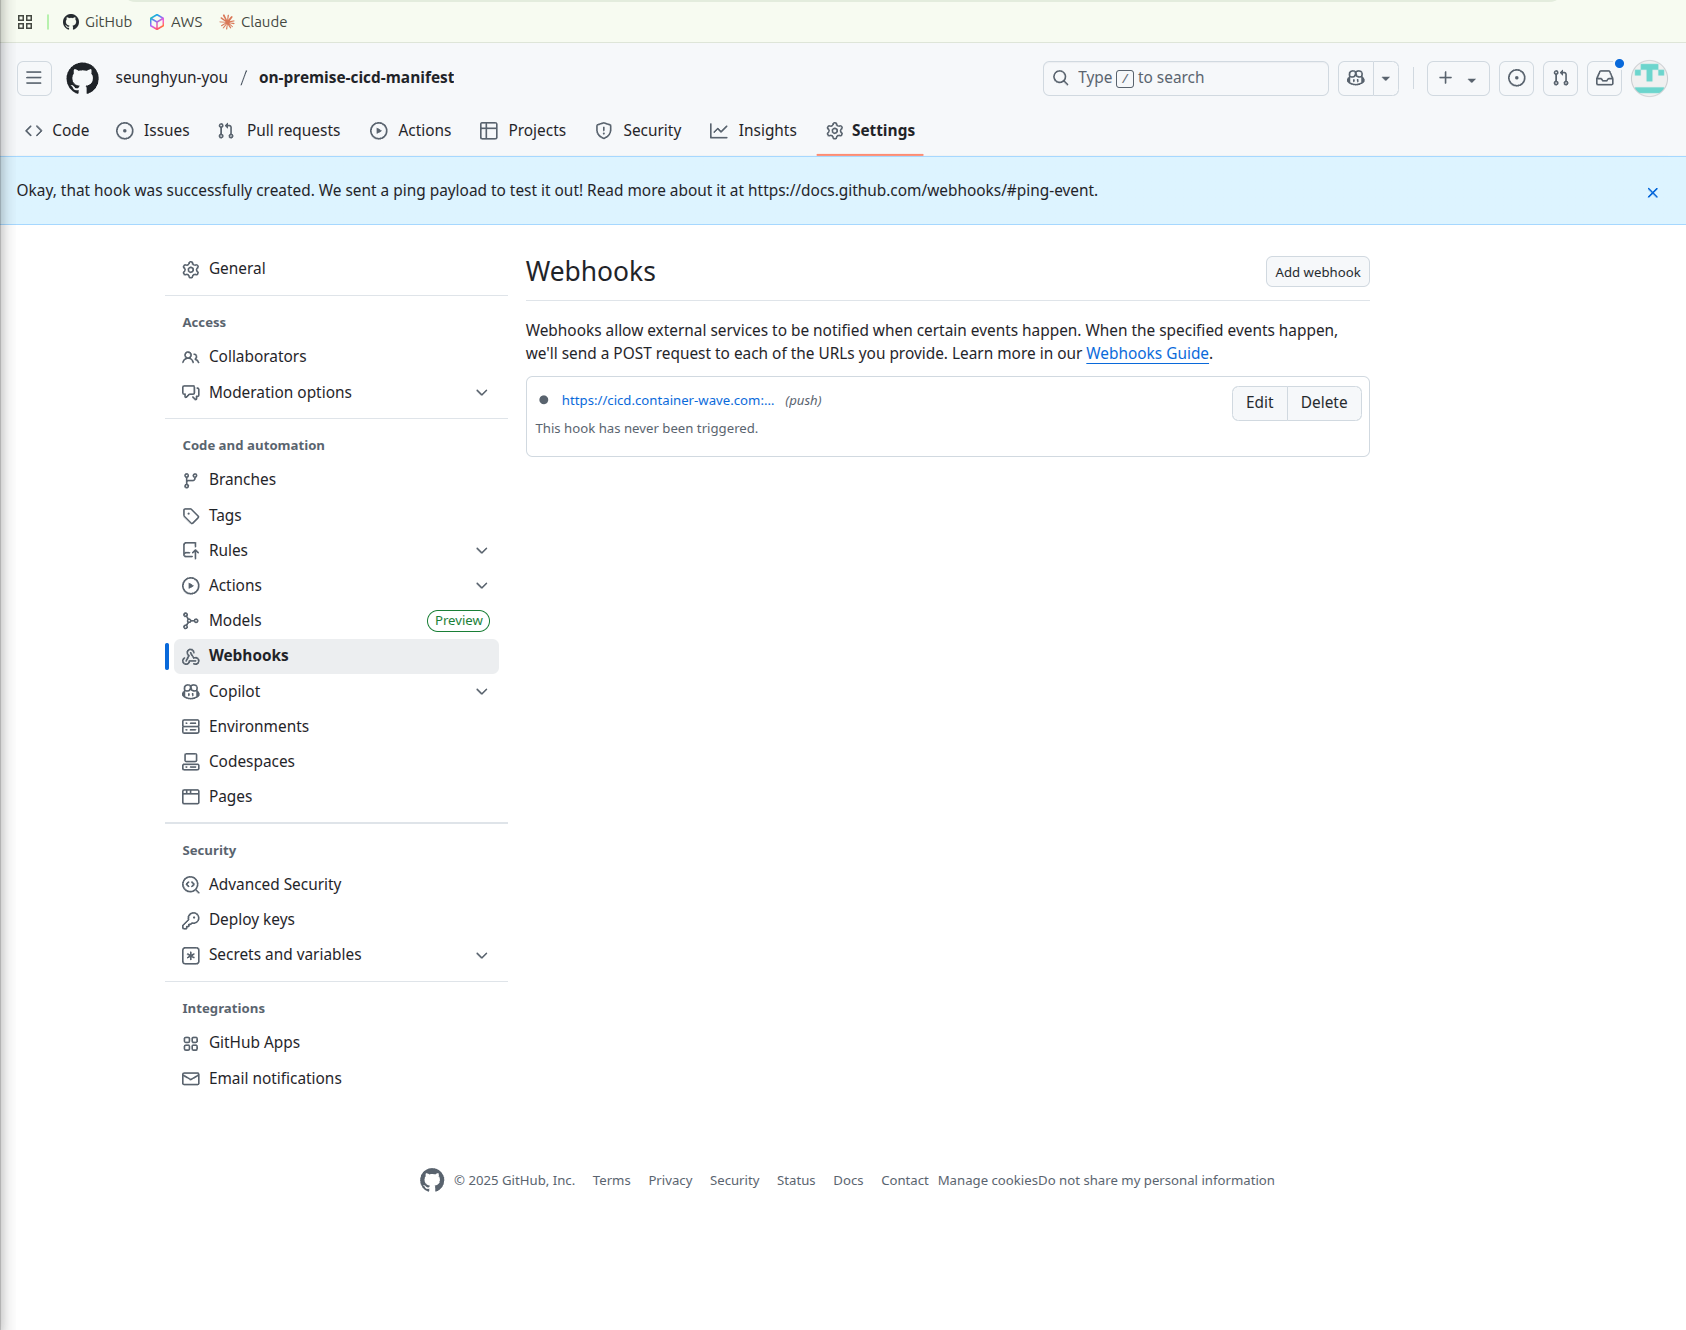 GitHub AWS Claude
seunghyun-you / on-premise-cicd-manifest Type / to search
Code Issues Pull requests Actions Projects Security Insights Settings
Okay, that hook was successfully created. We sent a ping payload to test it out! Read more about it at https://docs.github.com/webhooks/#ping-event.
General
Access
Collaborators
Moderation options
Code and automation
Branches
Tags
Rules
Actions
Models Preview
Webhooks
Copilot
Environments
Codespaces
Pages
Security
Advanced Security
Deploy keys
Secrets and variables
Integrations
GitHub Apps
Email notifications
Webhooks Add webhook
Webhooks allow external services to be notified when certain events happen. When the specified events happen,
we'll send a POST request to each of the URLs you provide. Learn more in our Webhooks Guide.
https://cicd.container-wave.com:... (push) Edit Delete
This hook has never been triggered.
© 2025 GitHub, Inc. Terms Privacy Security Status Docs Contact Manage cookies Do not share my personal information